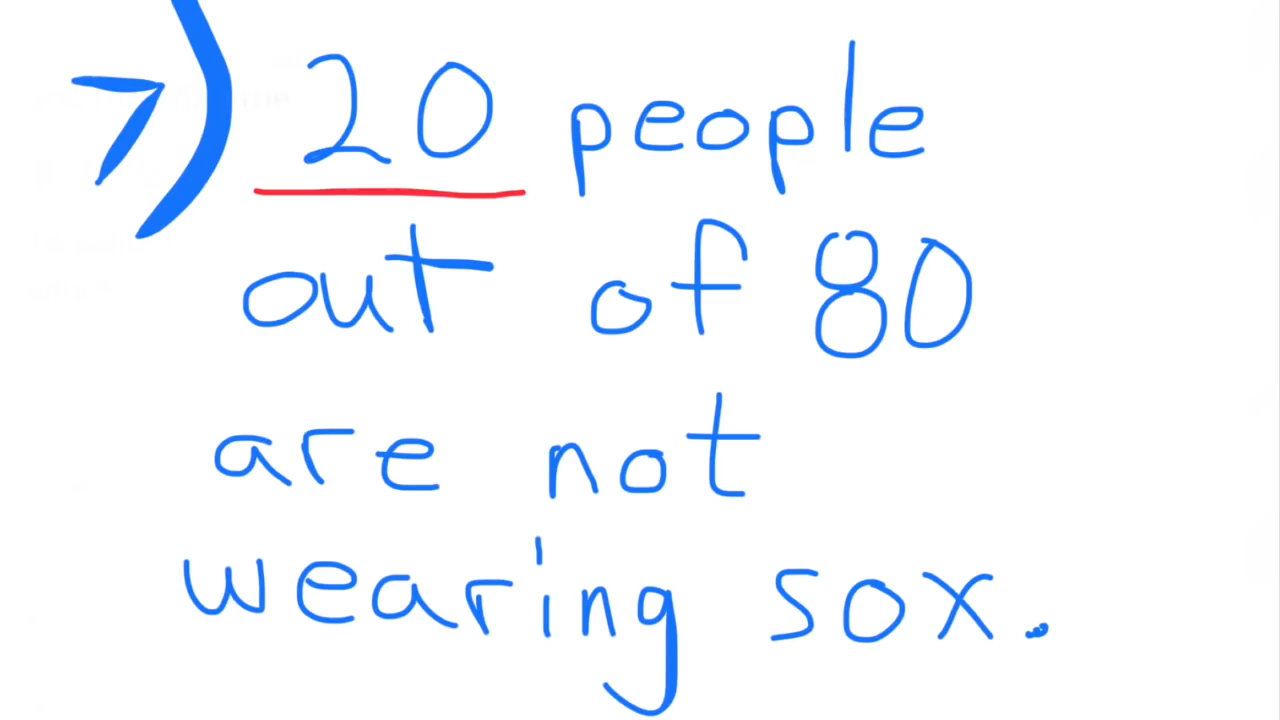 7) 20 people
out of 80
are not
wearing sox.